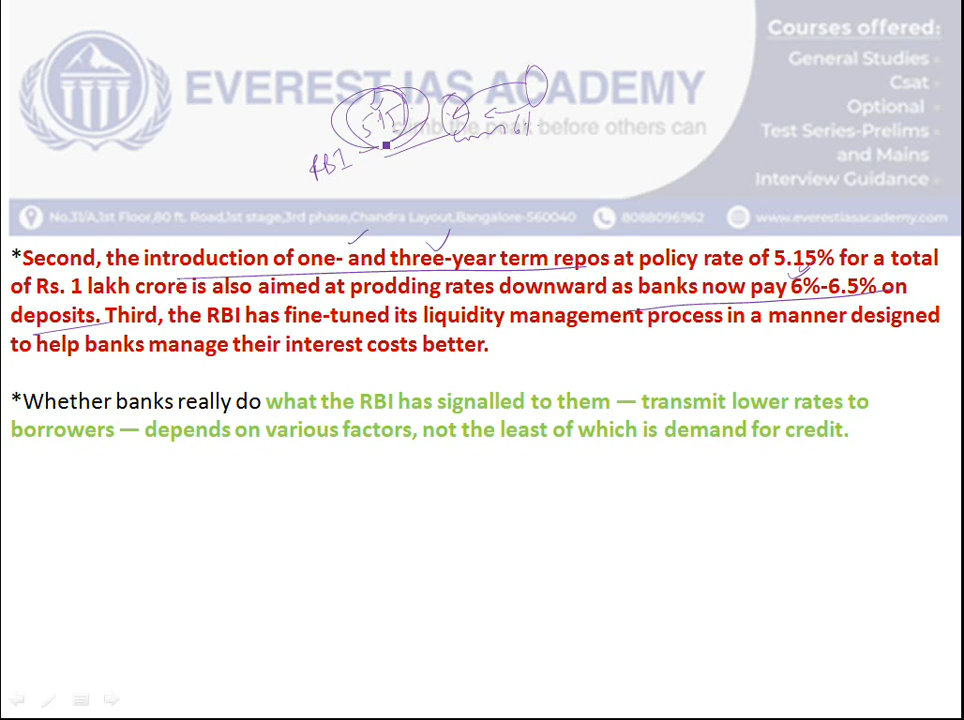 Courses offered:
General Studies
Csat
EVEREST IAS ACADEMY
Optional
climb the peak before others can
Test Series-Prelims
and Mains
Interview Guidance
5.15
6%
RBI
No.31/A,1st Floor,80 ft. Road,1st stage,3rd phase,Chandra Layout,Bangalore-560040 8088096962 www.everestiasacademy.com
*Second, the introduction of one- and three-year term repos at policy rate of 5.15% for a total
of Rs. 1 lakh crore is also aimed at prodding rates downward as banks now pay 6%-6.5% on
deposits. Third, the RBI has fine-tuned its liquidity management process in a manner designed
to help banks manage their interest costs better.
*Whether banks really do what the RBI has signalled to them — transmit lower rates to
borrowers — depends on various factors, not the least of which is demand for credit.